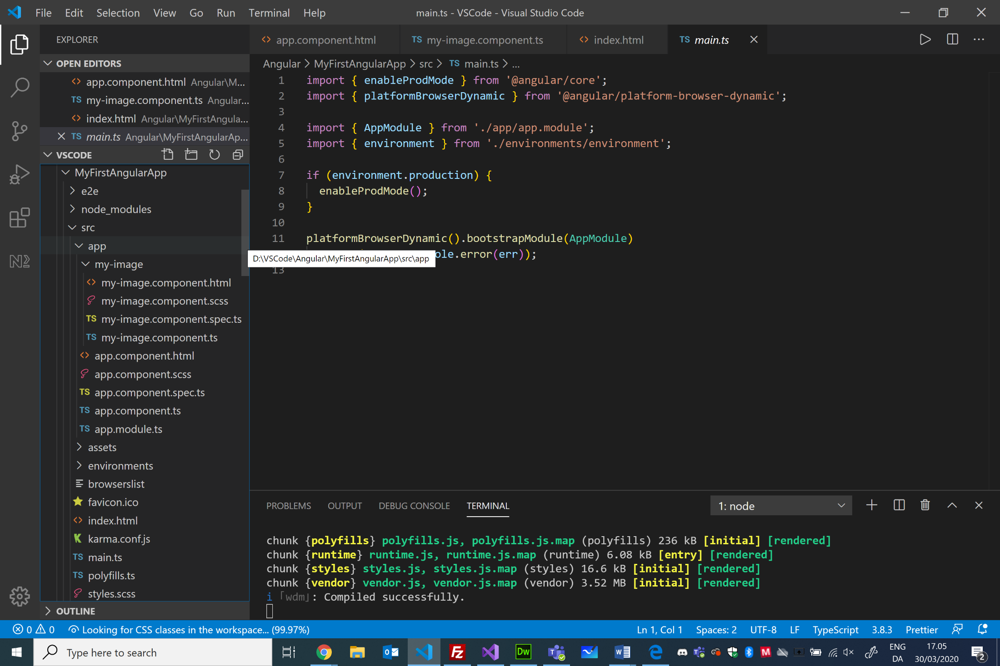 File Edit Selection View Go Run Terminal Help main.ts - VSCode - Visual Studio Code
EXPLORER
app.component.html TS my-image.component.ts index.html TS main.ts
OPEN EDITORS
app.component.html Angular\M...
TS my-image.component.ts Angular...
index.html Angular\MyFirstAngula...
TS main.ts Angular\MyFirstAngularAp...
VSCODE
MyFirstAngularApp
e2e
node_modules
src
app
my-image
my-image.component.html
my-image.component.scss
TS my-image.component.spec.ts
TS my-image.component.ts
app.component.html
app.component.scss
TS app.component.spec.ts
TS app.component.ts
TS app.module.ts
assets
environments
browserslist
favicon.ico
index.html
karma.conf.js
TS main.ts
TS polyfills.ts
styles.scss
OUTLINE
Angular > MyFirstAngularApp > src > TS main.ts > ...
1 import { enableProdMode } from '@angular/core';
2 import { platformBrowserDynamic } from '@angular/platform-browser-dynamic';
3
4 import { AppModule } from './app/app.module';
5 import { environment } from './environments/environment';
6
7 if (environment.production) {
8 enableProdMode();
9 }
10
11 platformBrowserDynamic().bootstrapModule(AppModule)
D:\VSCode\Angular\MyFirstAngularApp\src\app ole.error(err));
13
PROBLEMS OUTPUT DEBUG CONSOLE TERMINAL 1: node
chunk {polyfills} polyfills.js, polyfills.js.map (polyfills) 236 kB [initial] [rendered]
chunk {runtime} runtime.js, runtime.js.map (runtime) 6.08 kB [entry] [rendered]
chunk {styles} styles.js, styles.js.map (styles) 16.6 kB [initial] [rendered]
chunk {vendor} vendor.js, vendor.js.map (vendor) 3.52 MB [initial] [rendered]
i ｢wdm｣: Compiled successfully.
0 0 Looking for CSS classes in the workspace... (99.97%) Ln 1, Col 1 Spaces: 2 UTF-8 LF TypeScript 3.8.3 Prettier
Type here to search
Dw
ENG
DA
17.05
30/03/2020
2